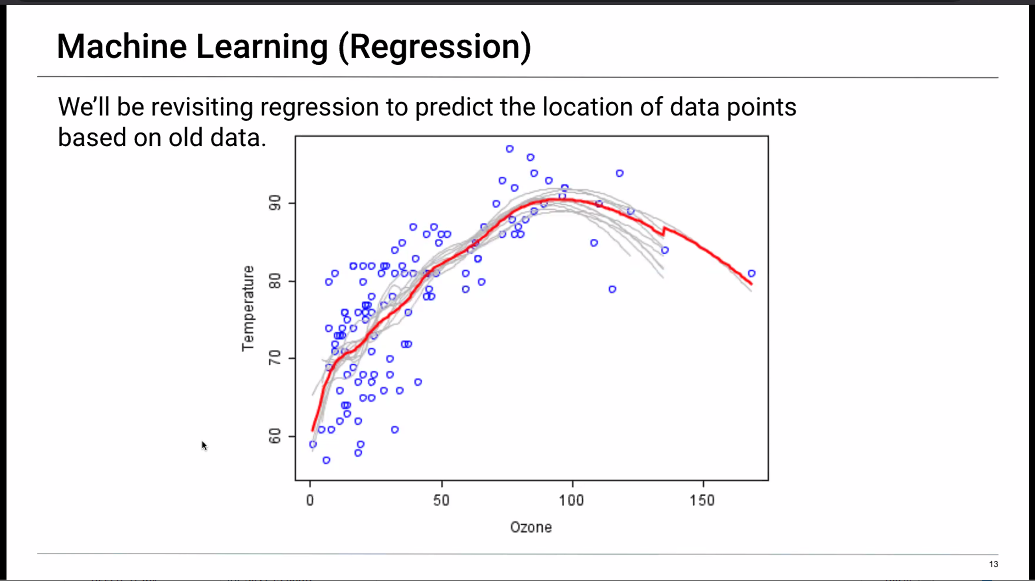 Machine Learning (Regression)
We’ll be revisiting regression to predict the location of data points
based on old data.
90
80
70
60
Temperature
0 50 100 150
Ozone
13